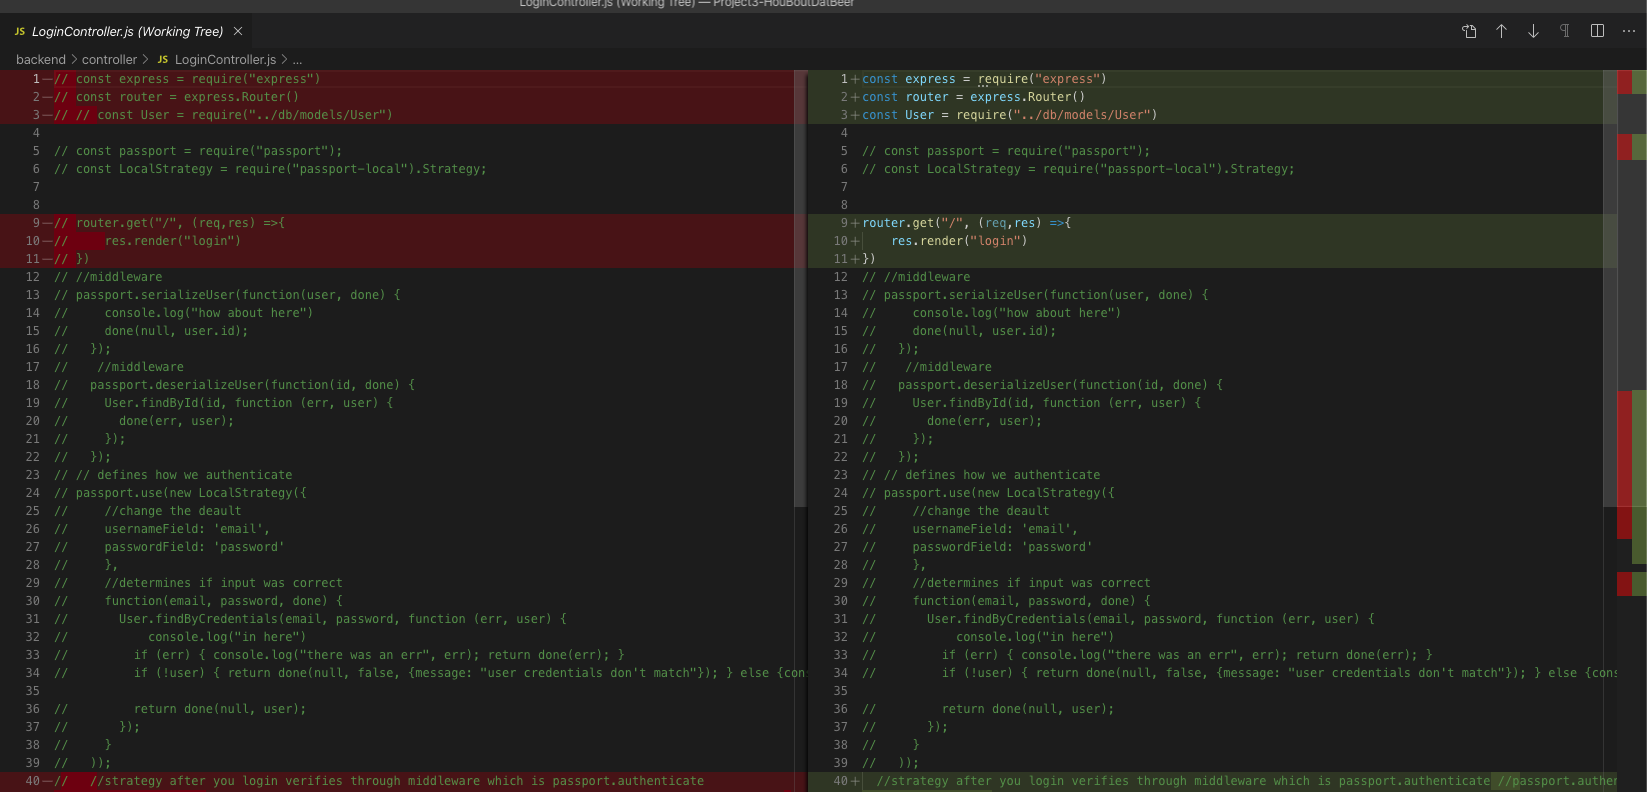 LoginController.js (Working Tree) — Project3-HouBoutDatBeer
JS LoginController.js (Working Tree) ×
backend > controller > JS LoginController.js > ...
1 —// const express = require("express")
2 —// const router = express.Router()
3 —// // const User = require("../db/models/User")
4
5 // const passport = require("passport");
6 // const LocalStrategy = require("passport-local").Strategy;
7
8
9 —// router.get("/", (req,res) =>{
10 —//     res.render("login")
11 —// })
12 // //middleware
13 // passport.serializeUser(function(user, done) {
14 //     console.log("how about here")
15 //     done(null, user.id);
16 //   });
17 //    //middleware
18 //   passport.deserializeUser(function(id, done) {
19 //     User.findById(id, function (err, user) {
20 //       done(err, user);
21 //     });
22 //   });
23 // // defines how we authenticate
24 // passport.use(new LocalStrategy({
25 //     //change the deault
26 //     usernameField: 'email',
27 //     passwordField: 'password'
28 //     },
29 //     //determines if input was correct
30 //     function(email, password, done) {
31 //       User.findByCredentials(email, password, function (err, user) {
32 //           console.log("in here")
33 //         if (err) { console.log("there was an err", err); return done(err); }
34 //         if (!user) { return done(null, false, {message: "user credentials don't match"}); } else {con
35
36 //         return done(null, user);
37 //       });
38 //     }
39 //   ));
40 —//   //strategy after you login verifies through middleware which is passport.authenticate
1 + const express = require("express")
2 + const router = express.Router()
3 + const User = require("../db/models/User")
4
5 // const passport = require("passport");
6 // const LocalStrategy = require("passport-local").Strategy;
7
8
9 + router.get("/", (req,res) =>{
10 +     res.render("login")
11 + })
12 // //middleware
13 // passport.serializeUser(function(user, done) {
14 //     console.log("how about here")
15 //     done(null, user.id);
16 //   });
17 //    //middleware
18 //   passport.deserializeUser(function(id, done) {
19 //     User.findById(id, function (err, user) {
20 //       done(err, user);
21 //     });
22 //   });
23 // // defines how we authenticate
24 // passport.use(new LocalStrategy({
25 //     //change the deault
26 //     usernameField: 'email',
27 //     passwordField: 'password'
28 //     },
29 //     //determines if input was correct
30 //     function(email, password, done) {
31 //       User.findByCredentials(email, password, function (err, user) {
32 //           console.log("in here")
33 //         if (err) { console.log("there was an err", err); return done(err); }
34 //         if (!user) { return done(null, false, {message: "user credentials don't match"}); } else {cons
35
36 //         return done(null, user);
37 //       });
38 //     }
39 //   ));
40 +  //strategy after you login verifies through middleware which is passport.authenticate //passport.auther